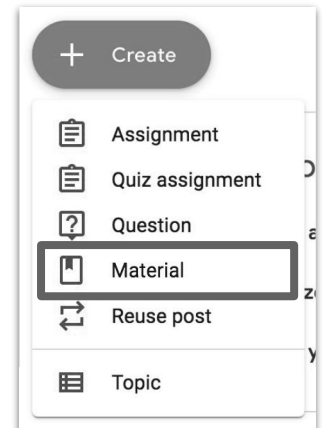 + Create
Assignment
Quiz assignment
Question
Material
Reuse post
Topic